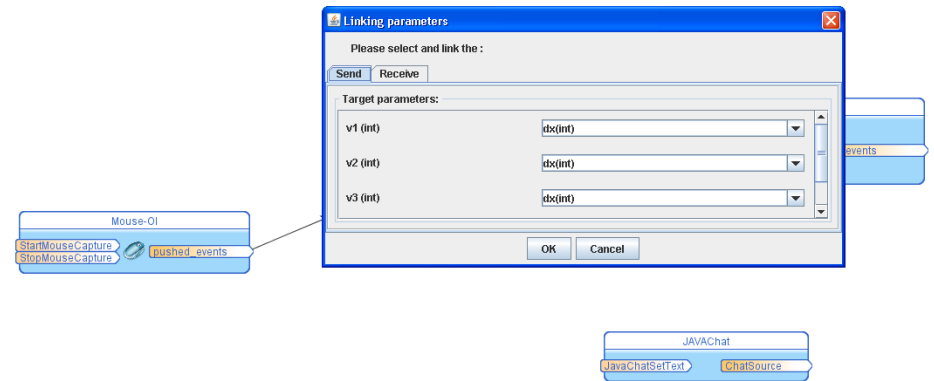 Linking parameters
Please select and link the :
Send Receive
Target parameters:
v1 (int) dx(int)
v2 (int) dx(int)
v3 (int) dx(int)
OK Cancel
events
Mouse-OI
StartMouseCapture
StopMouseCapture
pushed_events
JAVAChat
JavaChatSetText ChatSource